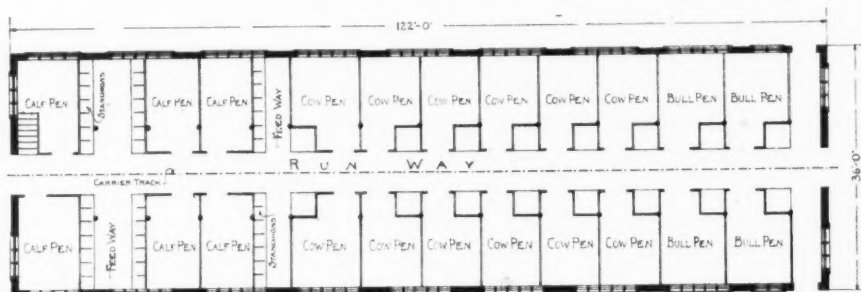 122'-0"
CALF PEN
STANCHIONS
CALF PEN
CALF PEN
FEED WAY
COW PEN
COW PEN
COW PEN
COW PEN
COW PEN
COW PEN
BULL PEN
BULL PEN
RUN WAY
CARRIER TRACK
36'-0"
CALF PEN
FEED WAY
CALF PEN
CALF PEN
STANCHIONS
COW PEN
COW PEN
COW PEN
COW PEN
COW PEN
COW PEN
BULL PEN
BULL PEN